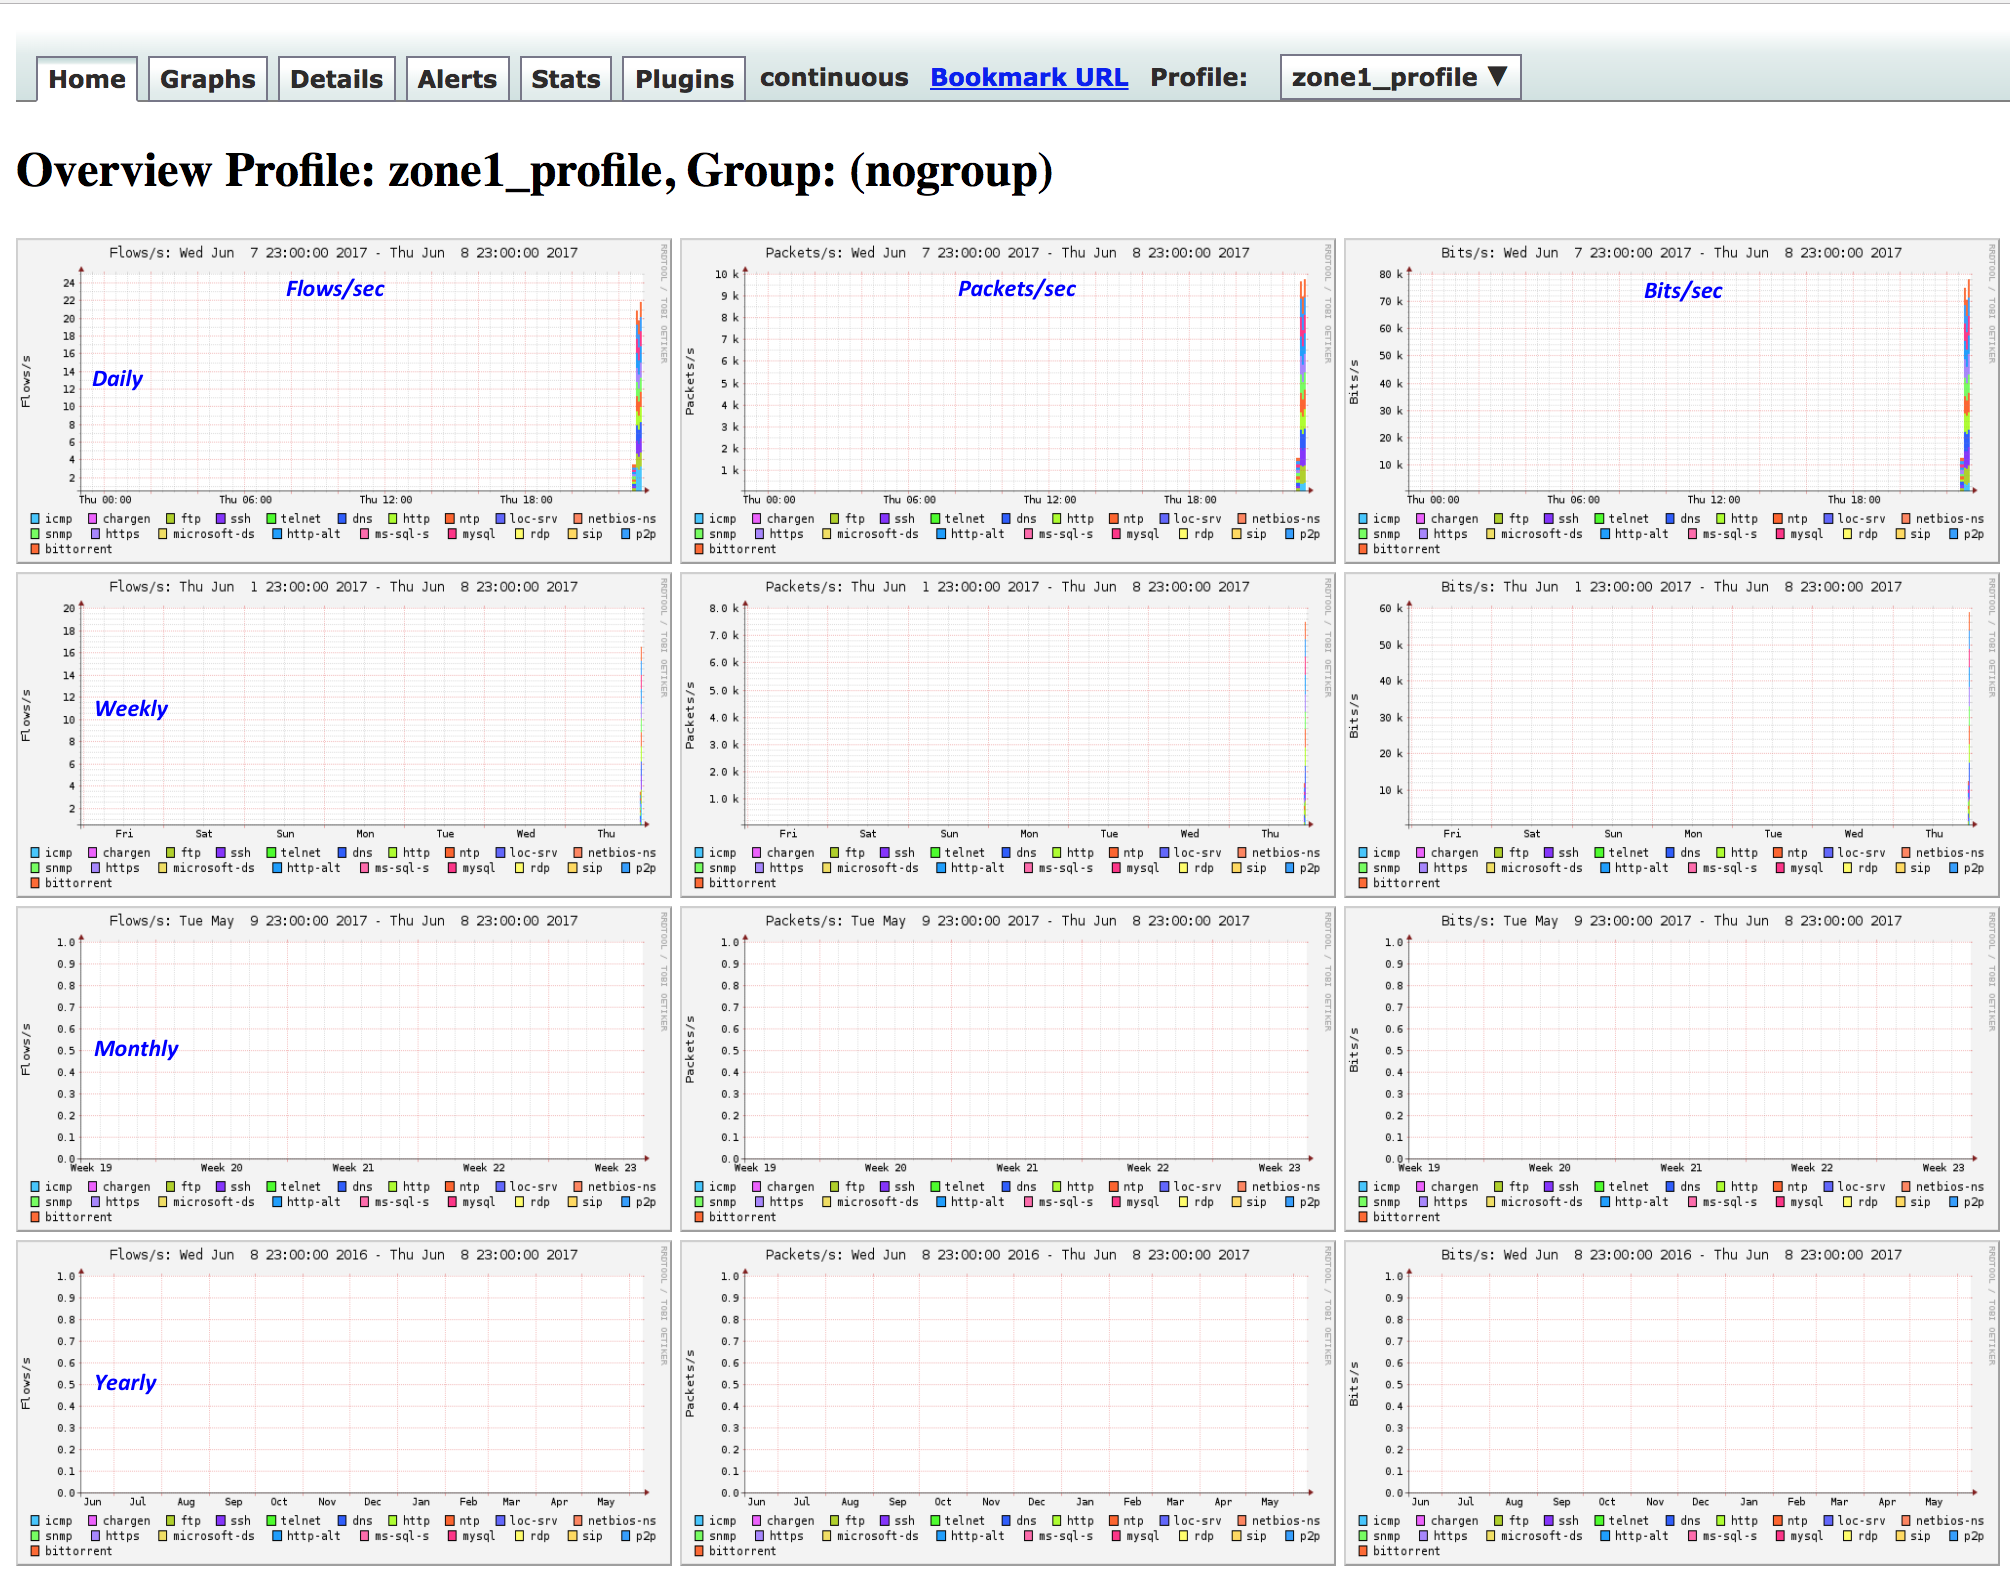 Home Graphs Details Alerts Stats Plugins continuous Bookmark URL Profile: zone1_profile ▼
Overview Profile: zone1_profile, Group: (nogroup)
Flows/s: Wed Jun 7 23:00:00 2017 - Thu Jun 8 23:00:00 2017
Flows/sec
Daily
Flows/s
24
22
20
18
16
14
12
10
8
6
4
2
Thu 00:00 Thu 06:00 Thu 12:00 Thu 18:00
icmp chargen ftp ssh telnet dns http ntp loc-srv netbios-ns
snmp https microsoft-ds http-alt ms-sql-s mysql rdp sip p2p
bittorrent
RRDTOOL / TOBI OETIKER
Packets/s: Wed Jun 7 23:00:00 2017 - Thu Jun 8 23:00:00 2017
Packets/sec
Packets/s
10 k
9 k
8 k
7 k
6 k
5 k
4 k
3 k
2 k
1 k
Thu 00:00 Thu 06:00 Thu 12:00 Thu 18:00
icmp chargen ftp ssh telnet dns http ntp loc-srv netbios-ns
snmp https microsoft-ds http-alt ms-sql-s mysql rdp sip p2p
bittorrent
RRDTOOL / TOBI OETIKER
Bits/s: Wed Jun 7 23:00:00 2017 - Thu Jun 8 23:00:00 2017
Bits/sec
Bits/s
80 k
70 k
60 k
50 k
40 k
30 k
20 k
10 k
Thu 00:00 Thu 06:00 Thu 12:00 Thu 18:00
icmp chargen ftp ssh telnet dns http ntp loc-srv netbios-ns
snmp https microsoft-ds http-alt ms-sql-s mysql rdp sip p2p
bittorrent
RRDTOOL / TOBI OETIKER
Flows/s: Thu Jun 1 23:00:00 2017 - Thu Jun 8 23:00:00 2017
Weekly
Flows/s
20
18
16
14
12
10
8
6
4
2
Fri Sat Sun Mon Tue Wed Thu
icmp chargen ftp ssh telnet dns http ntp loc-srv netbios-ns
snmp https microsoft-ds http-alt ms-sql-s mysql rdp sip p2p
bittorrent
RRDTOOL / TOBI OETIKER
Packets/s: Thu Jun 1 23:00:00 2017 - Thu Jun 8 23:00:00 2017
Packets/s
8.0 k
7.0 k
6.0 k
5.0 k
4.0 k
3.0 k
2.0 k
1.0 k
Fri Sat Sun Mon Tue Wed Thu
icmp chargen ftp ssh telnet dns http ntp loc-srv netbios-ns
snmp https microsoft-ds http-alt ms-sql-s mysql rdp sip p2p
bittorrent
RRDTOOL / TOBI OETIKER
Bits/s: Thu Jun 1 23:00:00 2017 - Thu Jun 8 23:00:00 2017
Bits/s
60 k
50 k
40 k
30 k
20 k
10 k
Fri Sat Sun Mon Tue Wed Thu
icmp chargen ftp ssh telnet dns http ntp loc-srv netbios-ns
snmp https microsoft-ds http-alt ms-sql-s mysql rdp sip p2p
bittorrent
RRDTOOL / TOBI OETIKER
Flows/s: Tue May 9 23:00:00 2017 - Thu Jun 8 23:00:00 2017
Monthly
Flows/s
1.0
0.9
0.8
0.7
0.6
0.5
0.4
0.3
0.2
0.1
0.0
Week 19 Week 20 Week 21 Week 22 Week 23
icmp chargen ftp ssh telnet dns http ntp loc-srv netbios-ns
snmp https microsoft-ds http-alt ms-sql-s mysql rdp sip p2p
bittorrent
RRDTOOL / TOBI OETIKER
Packets/s: Tue May 9 23:00:00 2017 - Thu Jun 8 23:00:00 2017
Packets/s
1.0
0.9
0.8
0.7
0.6
0.5
0.4
0.3
0.2
0.1
0.0
Week 19 Week 20 Week 21 Week 22 Week 23
icmp chargen ftp ssh telnet dns http ntp loc-srv netbios-ns
snmp https microsoft-ds http-alt ms-sql-s mysql rdp sip p2p
bittorrent
RRDTOOL / TOBI OETIKER
Bits/s: Tue May 9 23:00:00 2017 - Thu Jun 8 23:00:00 2017
Bits/s
1.0
0.9
0.8
0.7
0.6
0.5
0.4
0.3
0.2
0.1
0.0
Week 19 Week 20 Week 21 Week 22 Week 23
icmp chargen ftp ssh telnet dns http ntp loc-srv netbios-ns
snmp https microsoft-ds http-alt ms-sql-s mysql rdp sip p2p
bittorrent
RRDTOOL / TOBI OETIKER
Flows/s: Wed Jun 8 23:00:00 2016 - Thu Jun 8 23:00:00 2017
Yearly
Flows/s
1.0
0.9
0.8
0.7
0.6
0.5
0.4
0.3
0.2
0.1
0.0
Jun Jul Aug Sep Oct Nov Dec Jan Feb Mar Apr May
icmp chargen ftp ssh telnet dns http ntp loc-srv netbios-ns
snmp https microsoft-ds http-alt ms-sql-s mysql rdp sip p2p
bittorrent
RRDTOOL / TOBI OETIKER
Packets/s: Wed Jun 8 23:00:00 2016 - Thu Jun 8 23:00:00 2017
Packets/s
1.0
0.9
0.8
0.7
0.6
0.5
0.4
0.3
0.2
0.1
0.0
Jun Jul Aug Sep Oct Nov Dec Jan Feb Mar Apr May
icmp chargen ftp ssh telnet dns http ntp loc-srv netbios-ns
snmp https microsoft-ds http-alt ms-sql-s mysql rdp sip p2p
bittorrent
RRDTOOL / TOBI OETIKER
Bits/s: Wed Jun 8 23:00:00 2016 - Thu Jun 8 23:00:00 2017
Bits/s
1.0
0.9
0.8
0.7
0.6
0.5
0.4
0.3
0.2
0.1
0.0
Jun Jul Aug Sep Oct Nov Dec Jan Feb Mar Apr May
icmp chargen ftp ssh telnet dns http ntp loc-srv netbios-ns
snmp https microsoft-ds http-alt ms-sql-s mysql rdp sip p2p
bittorrent
RRDTOOL / TOBI OETIKER